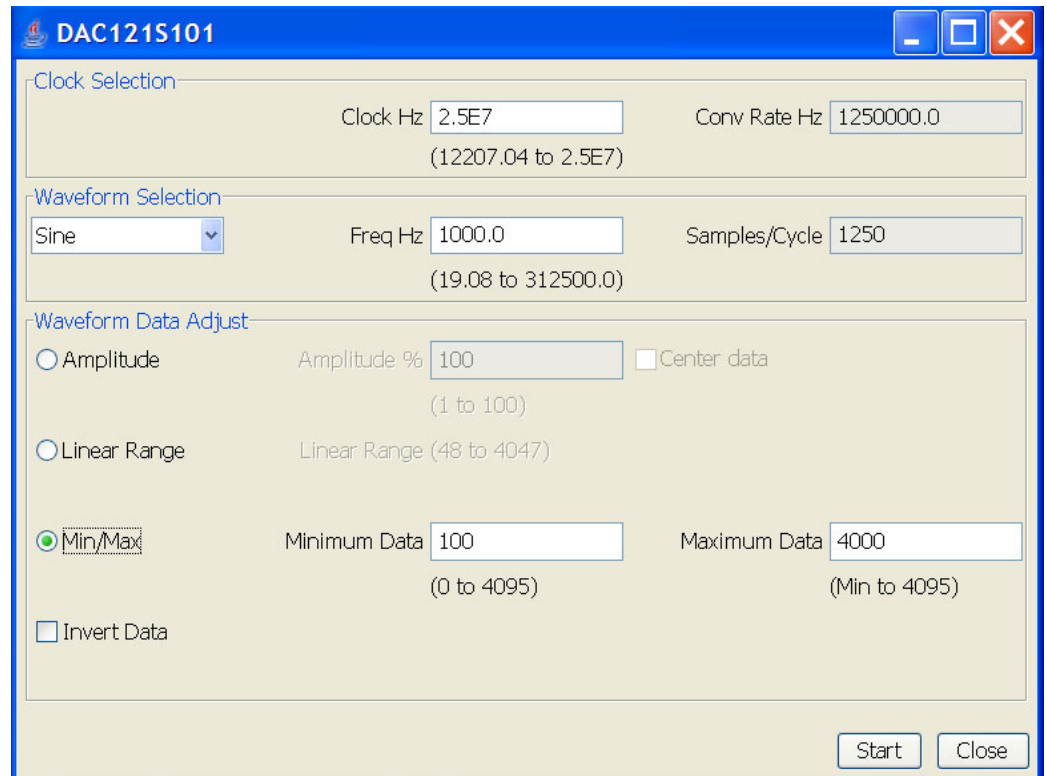 DAC121S101
Clock Selection
Clock Hz 2.5E7 Conv Rate Hz 1250000.0
(12207.04 to 2.5E7)
Waveform Selection
Sine Freq Hz 1000.0 Samples/Cycle 1250
(19.08 to 312500.0)
Waveform Data Adjust
Amplitude Amplitude % 100 Center data
(1 to 100)
Linear Range Linear Range (48 to 4047)
Min/Max Minimum Data 100 Maximum Data 4000
(0 to 4095) (Min to 4095)
Invert Data
Start Close